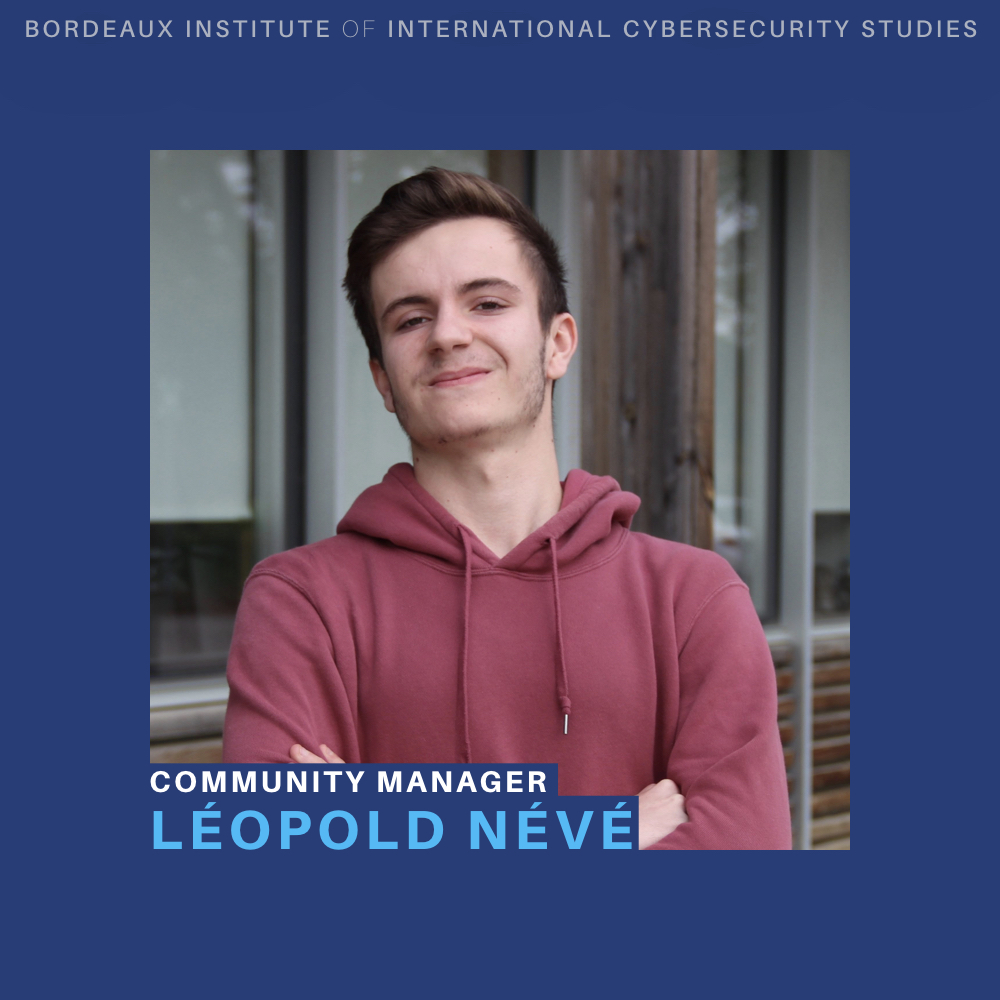 BORDEAUX INSTITUTE OF INTERNATIONAL CYBERSECURITY STUDIES
COMMUNITY MANAGER
LÉOPOLD NÉVÉ